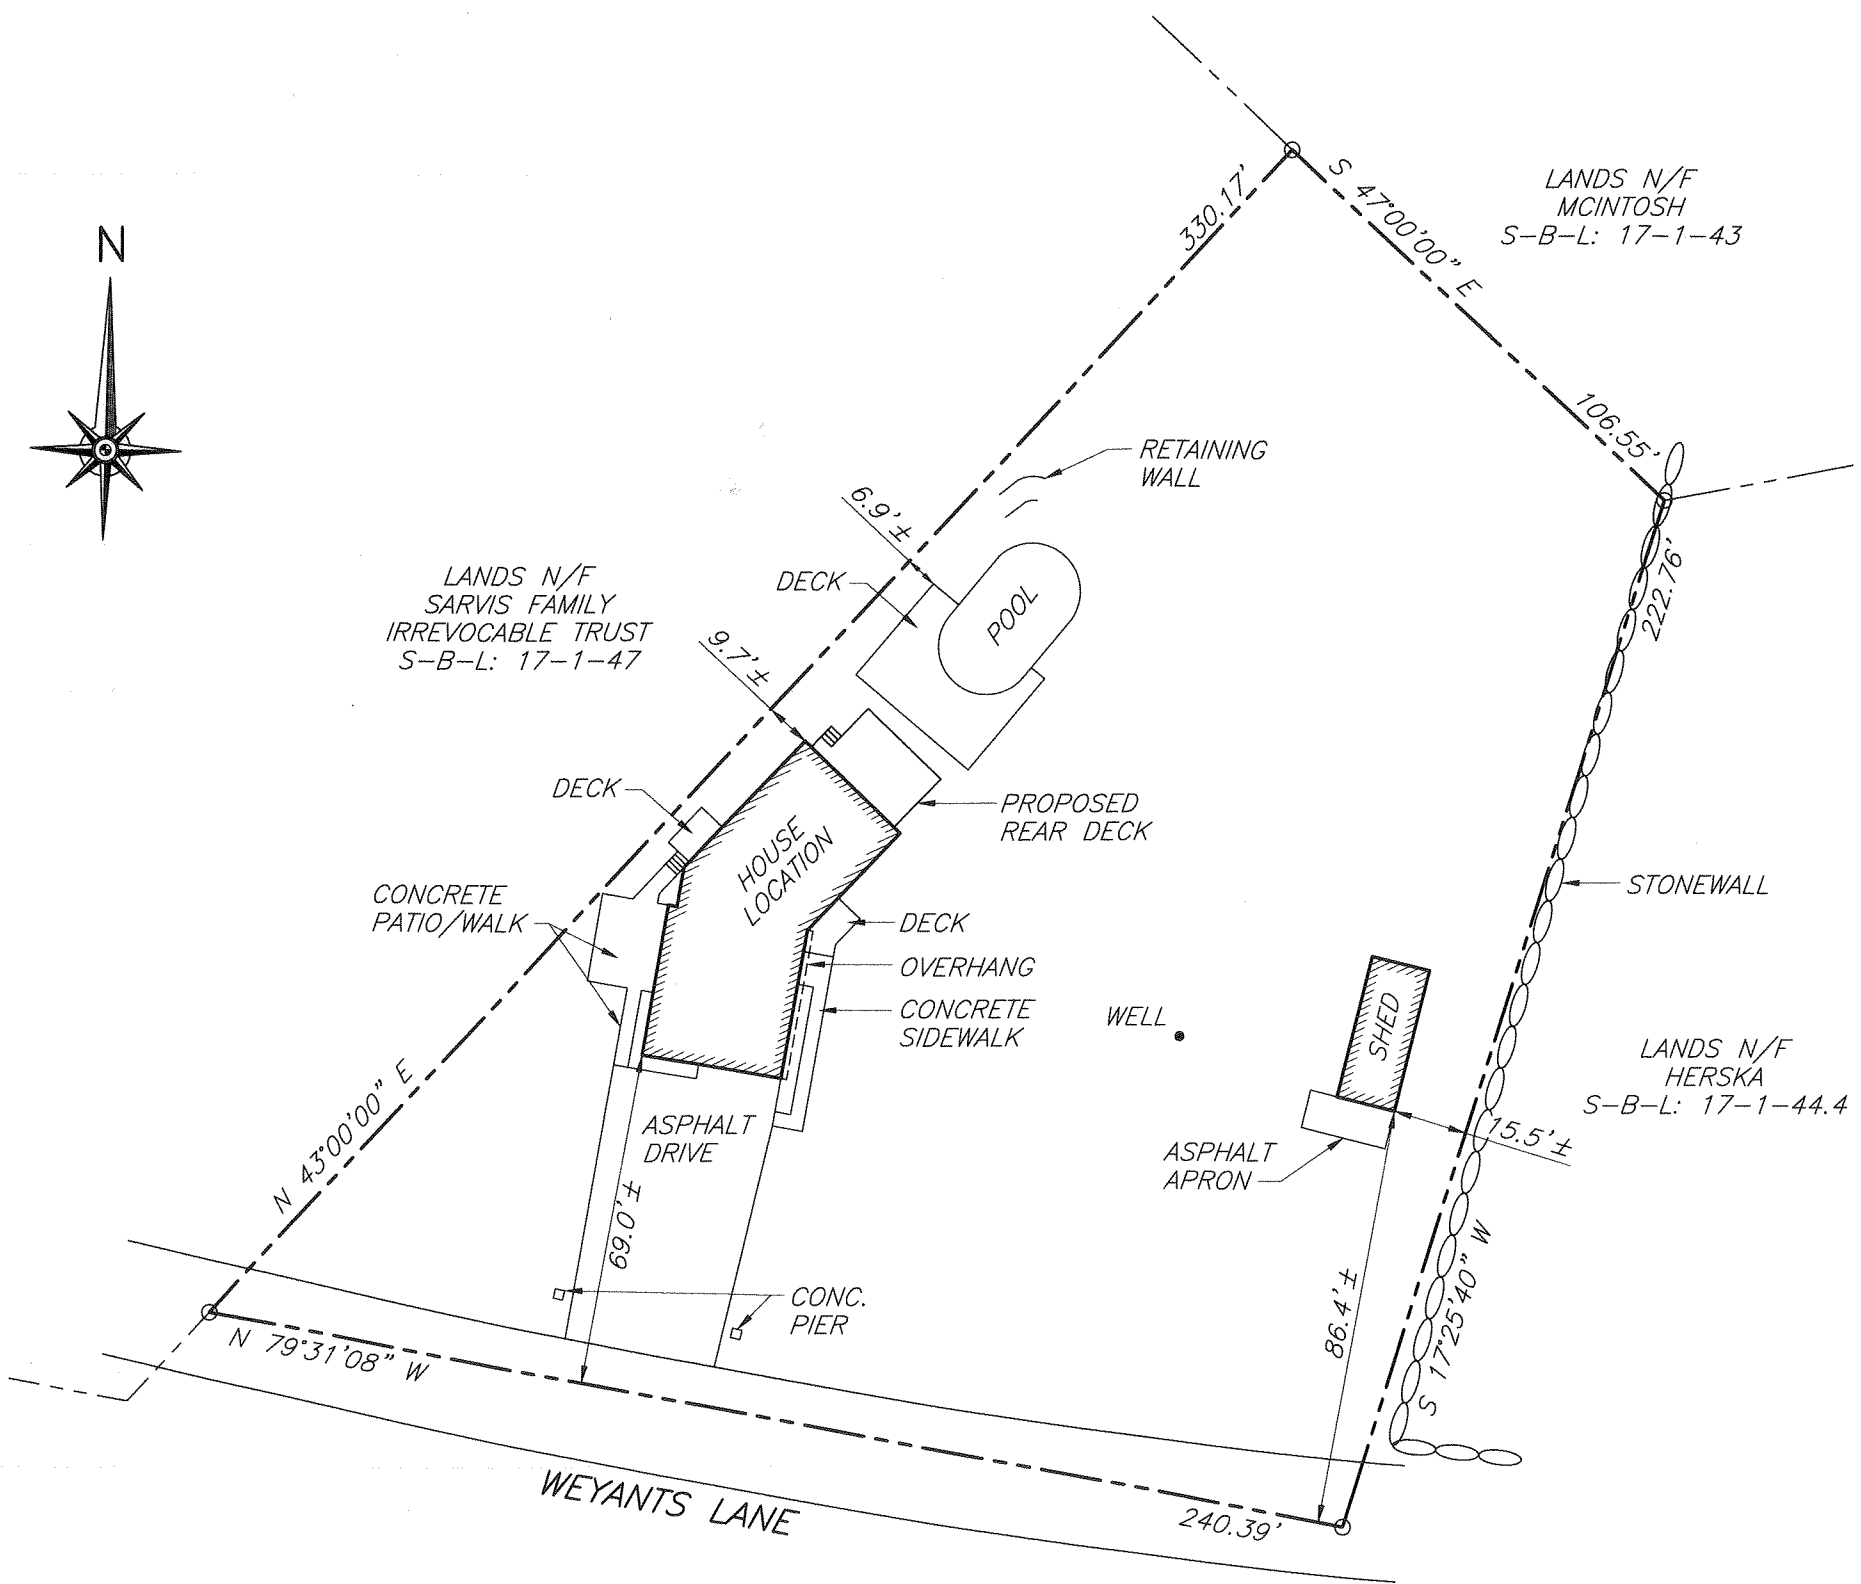 N
330.17'
S 47°00'00" E
LANDS N/F
MCINTOSH
S-B-L: 17-1-43
106.55'
RETAINING
WALL
6.9'±
DECK
POOL
222.76'
LANDS N/F
SARVIS FAMILY
IRREVOCABLE TRUST
S-B-L: 17-1-47
9.7'±
DECK
PROPOSED
REAR DECK
HOUSE
LOCATION
CONCRETE
PATIO/WALK
STONEWALL
DECK
OVERHANG
CONCRETE
SIDEWALK
WELL
SHED
LANDS N/F
HERSKA
S-B-L: 17-1-44.4
N 43°00'00" E
ASPHALT
DRIVE
15.5'±
ASPHALT
APRON
69.0'±
S 17°25'40" W
CONC.
PIER
86.4'±
N 79°31'08" W
WEYANTS LANE
240.39'